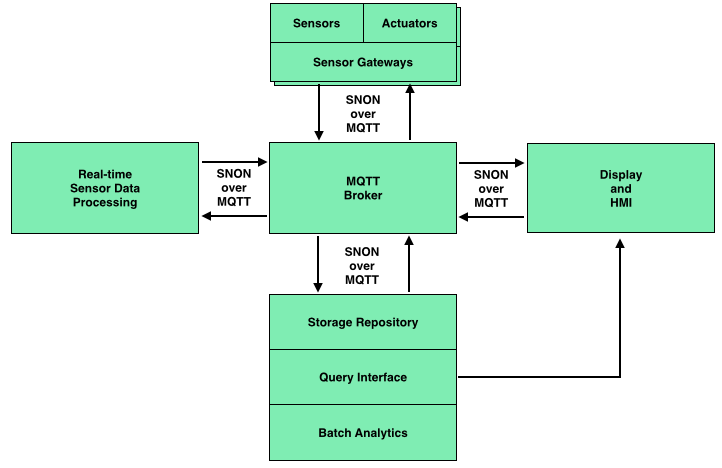 Sensors
Actuators
Sensor Gateways
SNON
over
MQTT
Real-time
Sensor Data
Processing
SNON
over
MQTT
MQTT
Broker
SNON
over
MQTT
Display
and
HMI
SNON
over
MQTT
Storage Repository
Query Interface
Batch Analytics